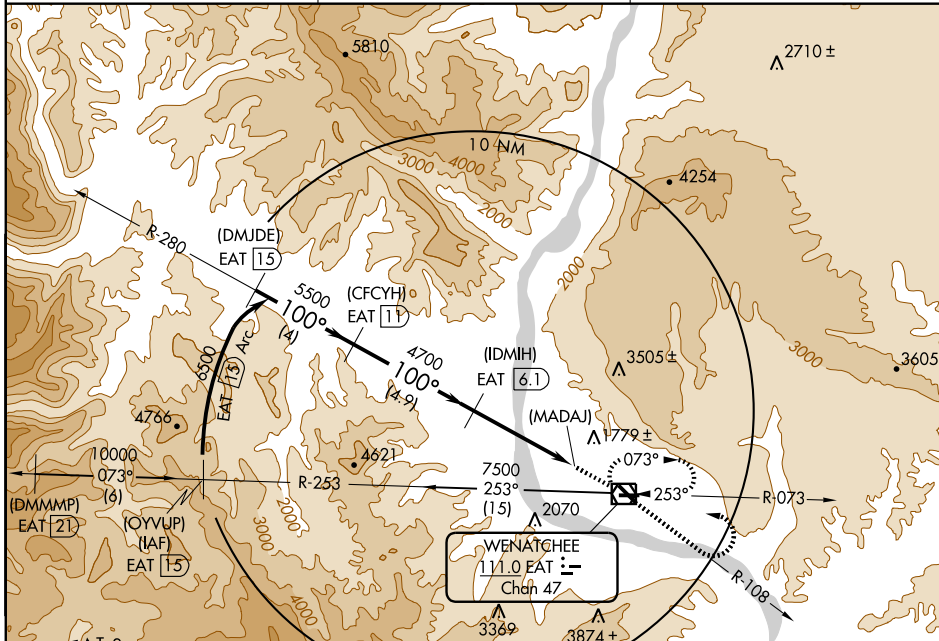 5810
2710 ±
10 NM
3000
4000
4254
2000
R-280
(DMJDE)
EAT 15
2000
5500
100°
(4)
(CFCYH)
EAT 11
3000
6500
EAT 15 Arc
4700
100°
(4.9)
(IDMIH)
EAT 6.1
3505 ±
3605
4766
(MADAJ)
1779 ±
4621
10000
073°
(6)
R-253
7500
253°
(15)
073°
253°
R-073
(DMMMP)
EAT 21
(OYVUP)
(IAF)
EAT 15
3000
2000
2070
WENATCHEE
111.0 EAT
Chan 47
R-108
4000
3369
3874 ±